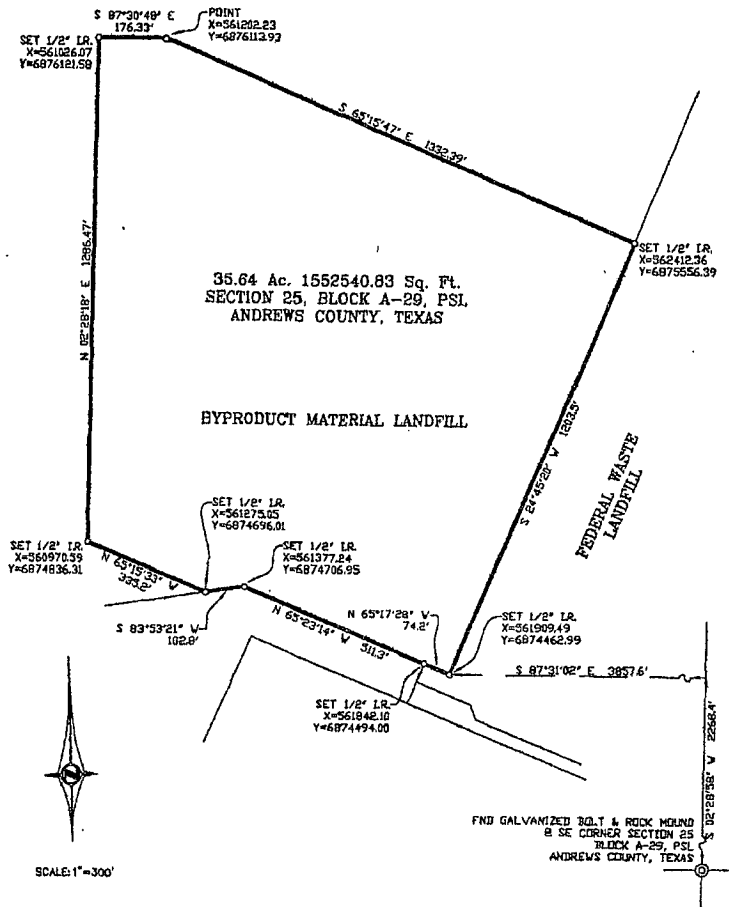 S 87°30'48" E
176.33'
POINT
X=561202.23
Y=6876113.93
SET 1/2" I.R.
X=561026.07
Y=6876121.58
S 65°15'47" E 1332.39'
SET 1/2" I.R.
X=562412.36
Y=6875556.39
N 02°28'18" E 1286.47'
35.64 Ac. 1552540.83 Sq. Ft.
SECTION 25, BLOCK A-29, PSL
ANDREWS COUNTY, TEXAS
BYPRODUCT MATERIAL LANDFILL
S 24°45'20" W 1203.5'
FEDERAL WASTE
LANDFILL
SET 1/2" I.R.
X=561275.05
Y=6874696.01
SET 1/2" I.R.
X=560970.59
Y=6874836.31
SET 1/2" I.R.
X=561377.24
Y=6874706.95
N 65°15'33" W
335.2'
S 83°53'21" W
102.8'
N 65°23'14" W 511.3'
N 65°17'28" W
74.2'
SET 1/2" I.R.
X=561909.49
Y=6874462.99
S 87°31'02" E 3857.6'
SET 1/2" I.R.
X=561842.10
Y=6874494.00
S 02°28'58" W 2268.4'
N
SCALE: 1"=300'
FND GALVANIZED BOLT & ROCK MOUND
@ SE CORNER SECTION 25
BLOCK A-29, PSL
ANDREWS COUNTY, TEXAS